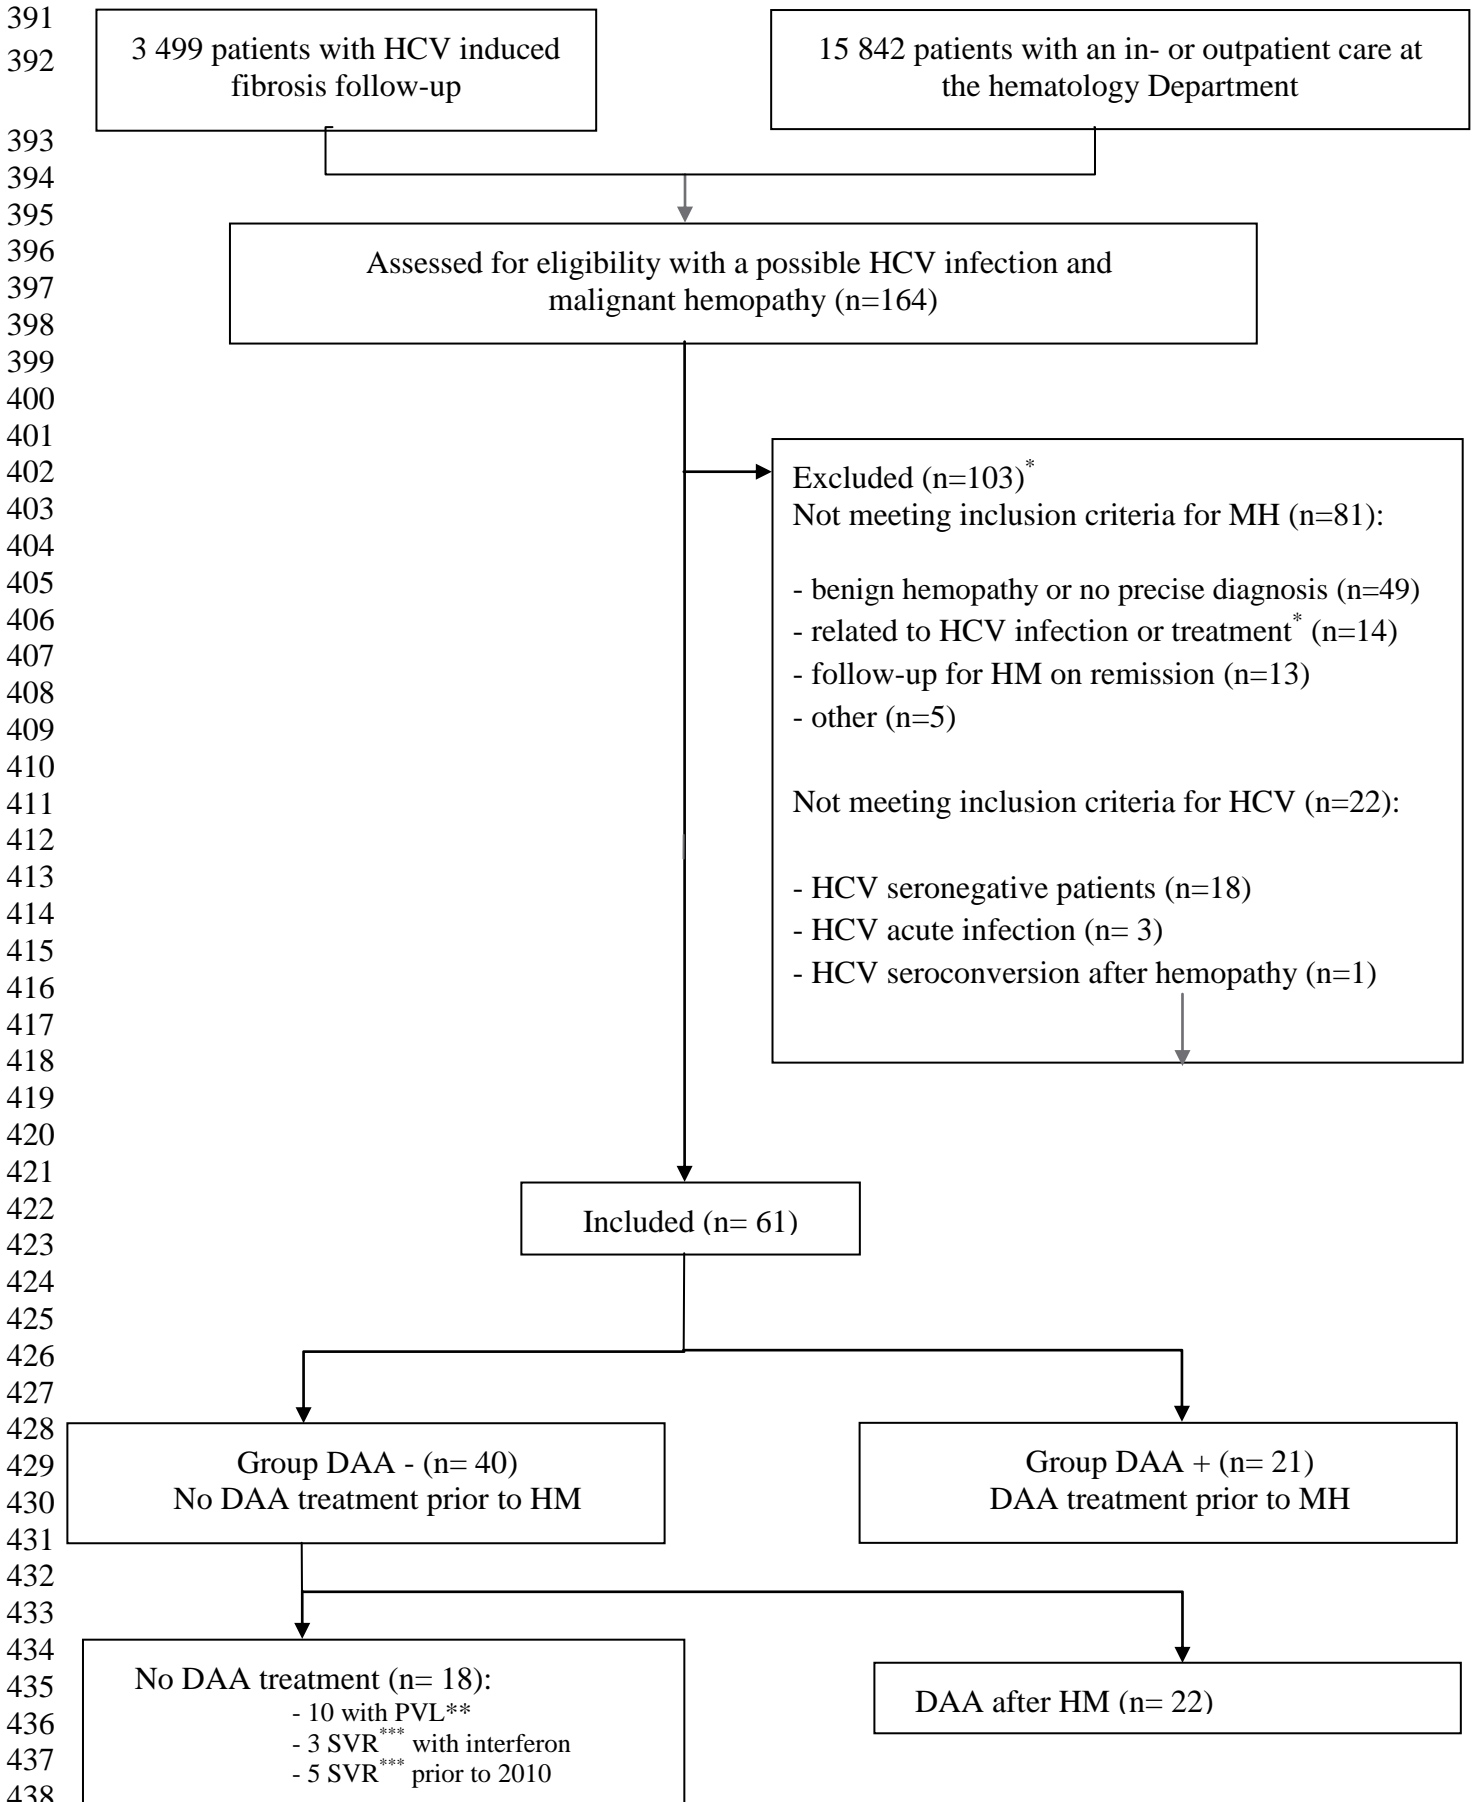 391
392
393
394
395
396
397
398
399
400
401
402
403
404
405
406
407
408
409
410
411
412
413
414
415
416
417
418
419
420
421
422
423
424
425
426
427
428
429
430
431
432
433
434
435
436
437
438
3 499 patients with HCV induced
fibrosis follow-up
15 842 patients with an in- or outpatient care at
the hematology Department
Assessed for eligibility with a possible HCV infection and
malignant hemopathy (n=164)
Excluded (n=103)*
Not meeting inclusion criteria for MH (n=81):
- benign hemopathy or no precise diagnosis (n=49)
- related to HCV infection or treatment* (n=14)
- follow-up for HM on remission (n=13)
- other (n=5)
Not meeting inclusion criteria for HCV (n=22):
- HCV seronegative patients (n=18)
- HCV acute infection (n= 3)
- HCV seroconversion after hemopathy (n=1)
Included (n= 61)
Group DAA - (n= 40)
No DAA treatment prior to HM
Group DAA + (n= 21)
DAA treatment prior to MH
No DAA treatment (n= 18):
- 10 with PVL**
- 3 SVR*** with interferon
- 5 SVR*** prior to 2010
DAA after HM (n= 22)